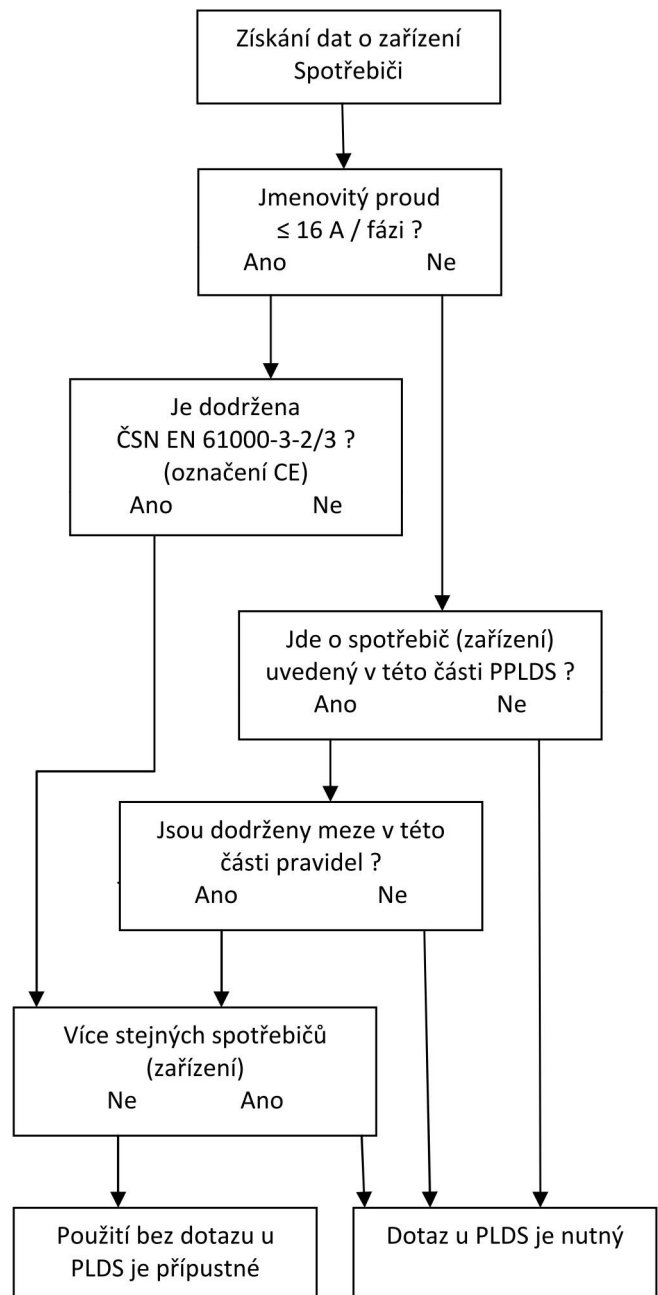 Získání dat o zařízení
Spotřebiči
Jmenovitý proud
≤ 16 A / fázi ?
Ano Ne
Je dodržena
ČSN EN 61000-3-2/3 ?
(označení CE)
Ano Ne
Jde o spotřebič (zařízení)
uvedený v této části PPLDS ?
Ano Ne
Jsou dodrženy meze v této
části pravidel ?
Ano Ne
Více stejných spotřebičů
(zařízení)
Ne Ano
Použití bez dotazu u
PLDS je přípustné
Dotaz u PLDS je nutný